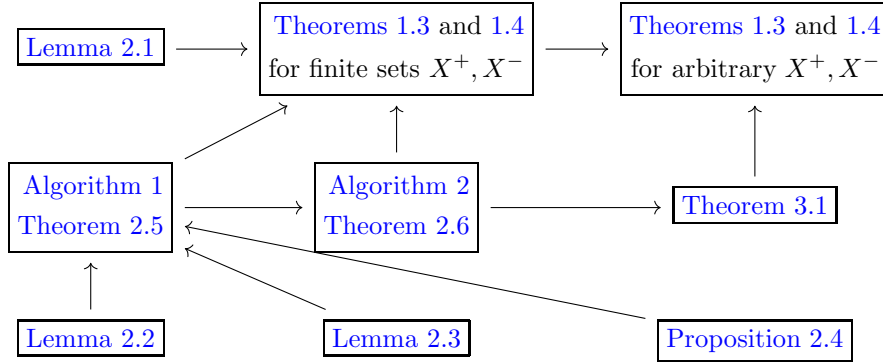 Lemma 2.1
Theorems 1.3 and 1.4
for finite sets $X^+, X^-$
Theorems 1.3 and 1.4
for arbitrary $X^+, X^-$
Algorithm 1
Theorem 2.5
Algorithm 2
Theorem 2.6
Theorem 3.1
Lemma 2.2
Lemma 2.3
Proposition 2.4